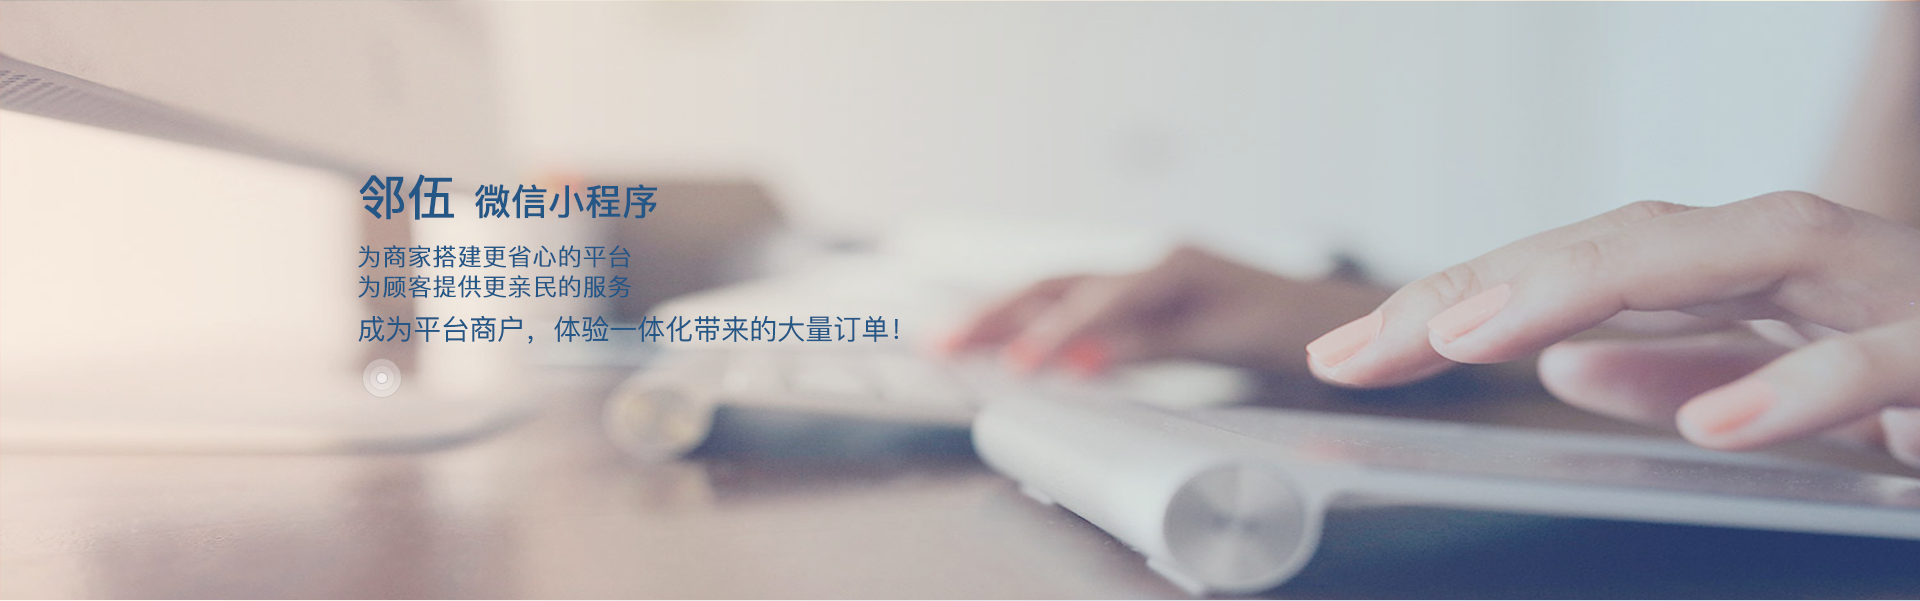 邻伍 微信小程序
为商家搭建更省心的平台
为顾客提供更亲民的服务
成为平台商户，体验一体化带来的大量订单！